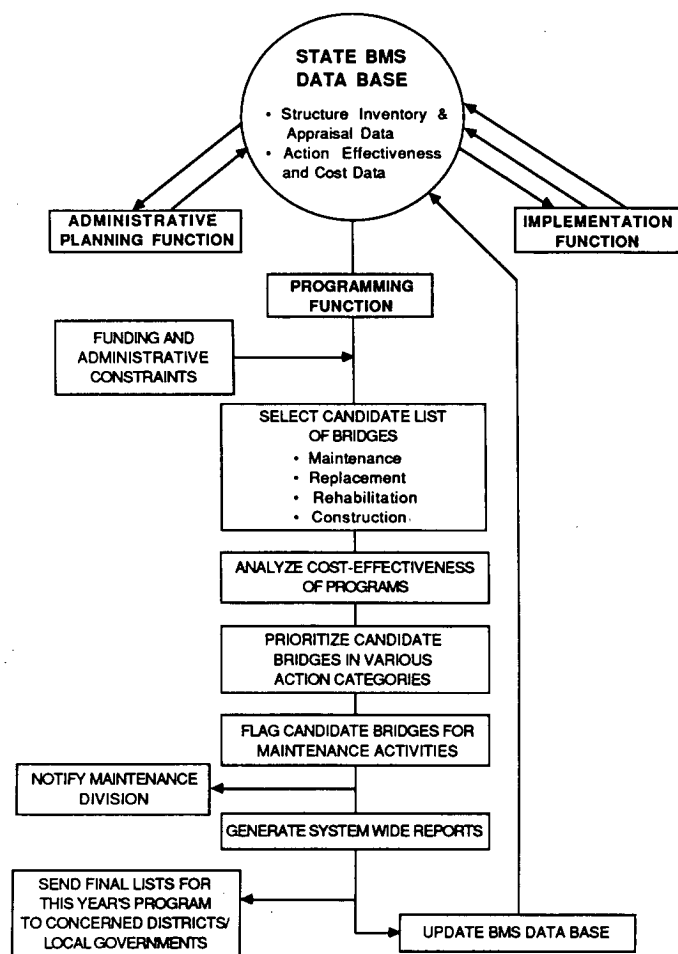 STATE BMS
DATA BASE
• Structure Inventory &
Appraisal Data
• Action Effectiveness
and Cost Data
ADMINISTRATIVE
PLANNING FUNCTION
IMPLEMENTATION
FUNCTION
PROGRAMMING
FUNCTION
FUNDING AND
ADMINISTRATIVE
CONSTRAINTS
SELECT CANDIDATE LIST
OF BRIDGES
• Maintenance
• Replacement
• Rehabilitation
• Construction
ANALYZE COST-EFFECTIVENESS
OF PROGRAMS
PRIORITIZE CANDIDATE
BRIDGES IN VARIOUS
ACTION CATEGORIES
FLAG CANDIDATE BRIDGES FOR
MAINTENANCE ACTIVITIES
NOTIFY MAINTENANCE
DIVISION
GENERATE SYSTEM WIDE REPORTS
SEND FINAL LISTS FOR
THIS YEAR'S PROGRAM
TO CONCERNED DISTRICTS/
LOCAL GOVERNMENTS
UPDATE BMS DATA BASE